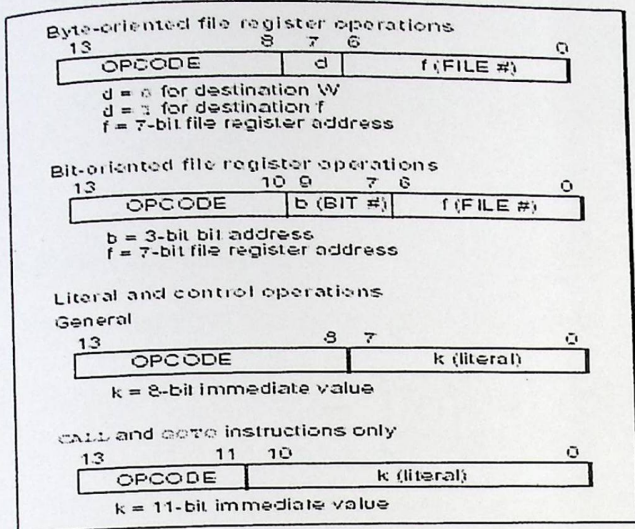 Byte-oriented file register operations
13 8 7 6 0
OPCODE d f (FILE #)
d = 0 for destination W
d = 1 for destination f
f = 7-bit file register address
Bit-oriented file register operations
13 10 9 7 6 0
OPCODE b (BIT #) f (FILE #)
b = 3-bit bit address
f = 7-bit file register address
Literal and control operations
General
13 8 7 0
OPCODE k (literal)
k = 8-bit immediate value
CALL and GOTO instructions only
13 11 10 0
OPCODE k (literal)
k = 11-bit immediate value